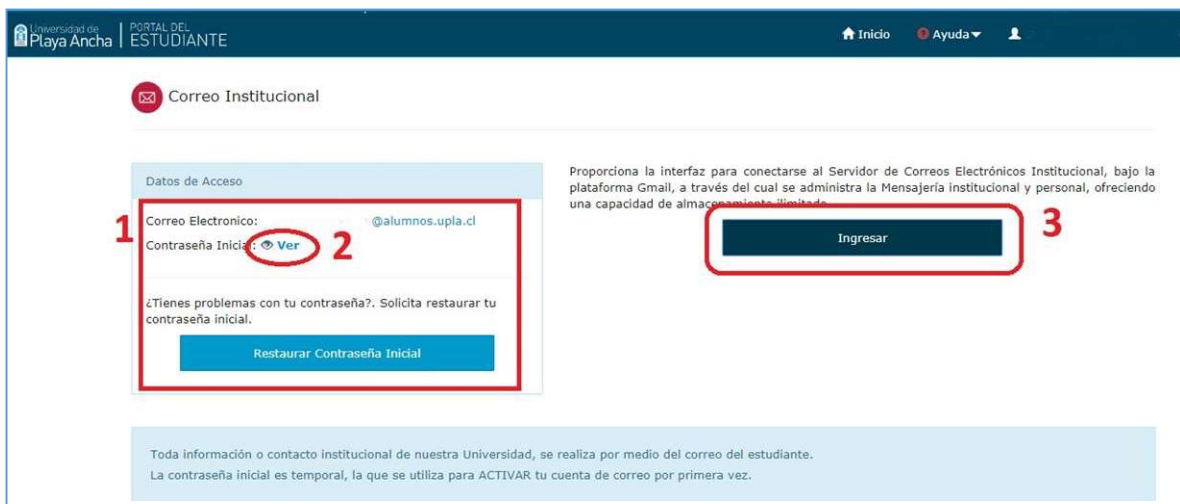 Universidad de
Playa Ancha
PORTAL DEL
ESTUDIANTE
Inicio
Ayuda
Correo Institucional
Datos de Acceso
1
Correo Electronico: @alumnos.upla.cl
Contraseña Inicial: Ver
2
¿Tienes problemas con tu contraseña?. Solicita restaurar tu
contraseña inicial.
Restaurar Contraseña Inicial
Proporciona la interfaz para conectarse al Servidor de Correos Electrónicos Institucional, bajo la
plataforma Gmail, a través del cual se administra la Mensajería institucional y personal, ofreciendo
una capacidad de almacenamiento ilimitado
Ingresar
3
Toda información o contacto institucional de nuestra Universidad, se realiza por medio del correo del estudiante.
La contraseña inicial es temporal, la que se utiliza para ACTIVAR tu cuenta de correo por primera vez.